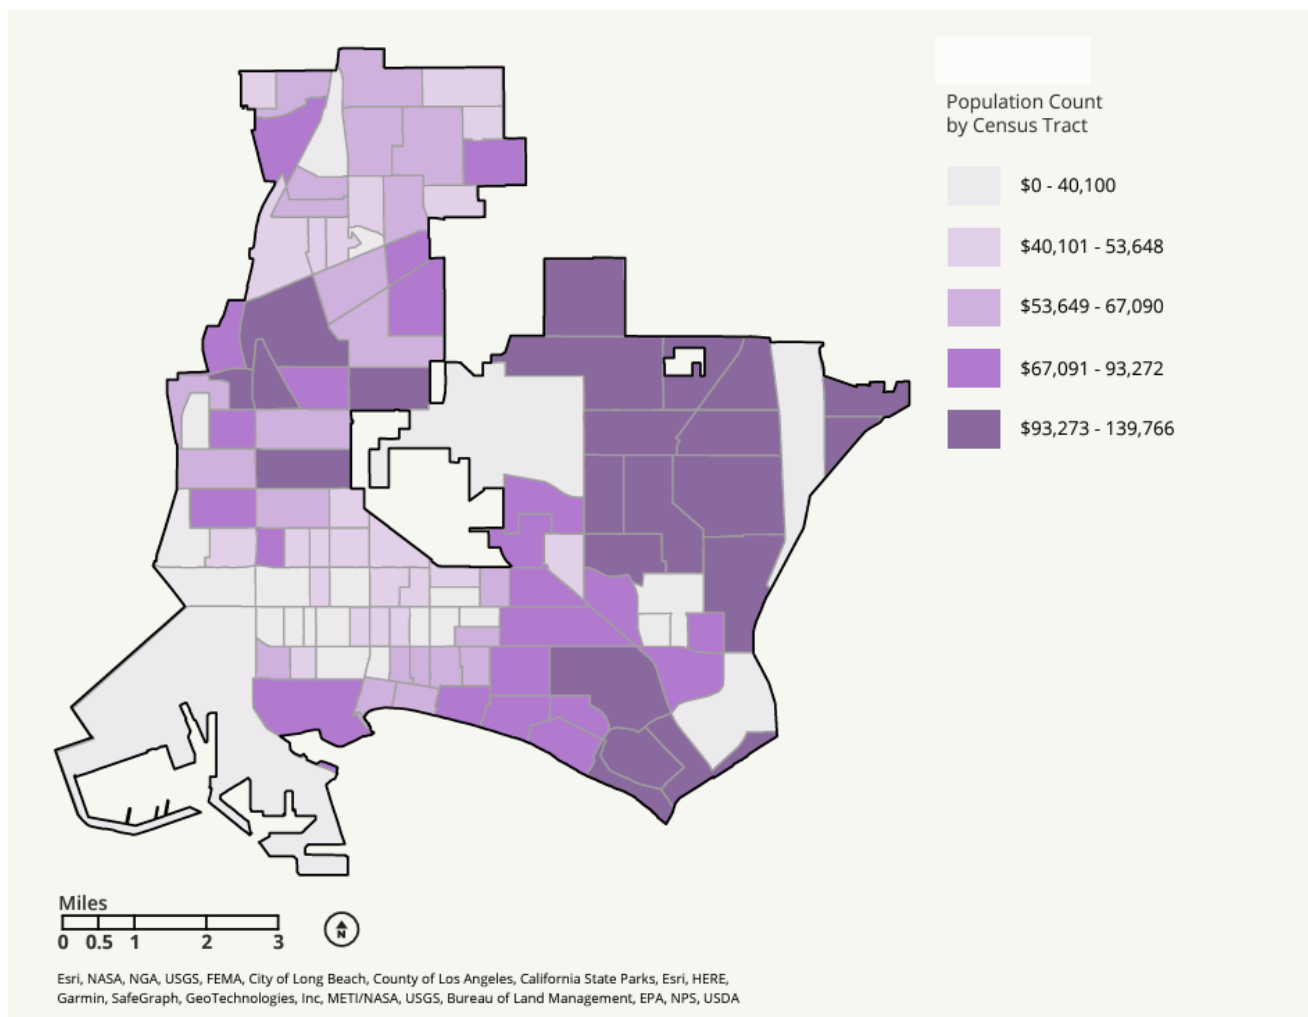 Population Count
by Census Tract
$0 - 40,100
$40,101 - 53,648
$53,649 - 67,090
$67,091 - 93,272
$93,273 - 139,766
Miles
0 0.5 1 2 3
N
Esri, NASA, NGA, USGS, FEMA, City of Long Beach, County of Los Angeles, California State Parks, Esri, HERE,
Garmin, SafeGraph, GeoTechnologies, Inc, METI/NASA, USGS, Bureau of Land Management, EPA, NPS, USDA